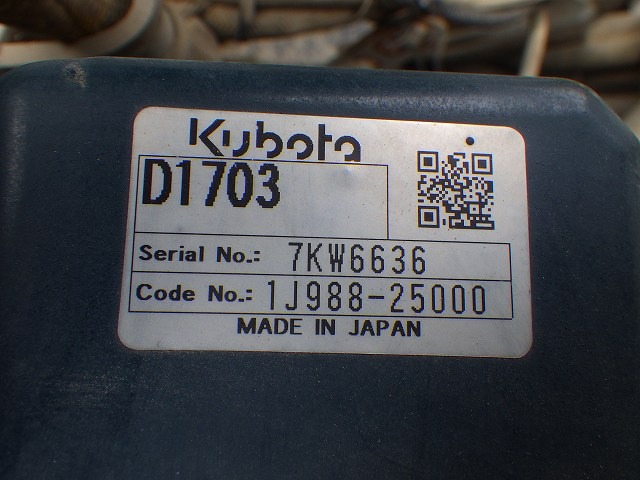 Kubota
D1703
Serial No.: 7KW6636
Code No.: 1J988-25000
MADE IN JAPAN